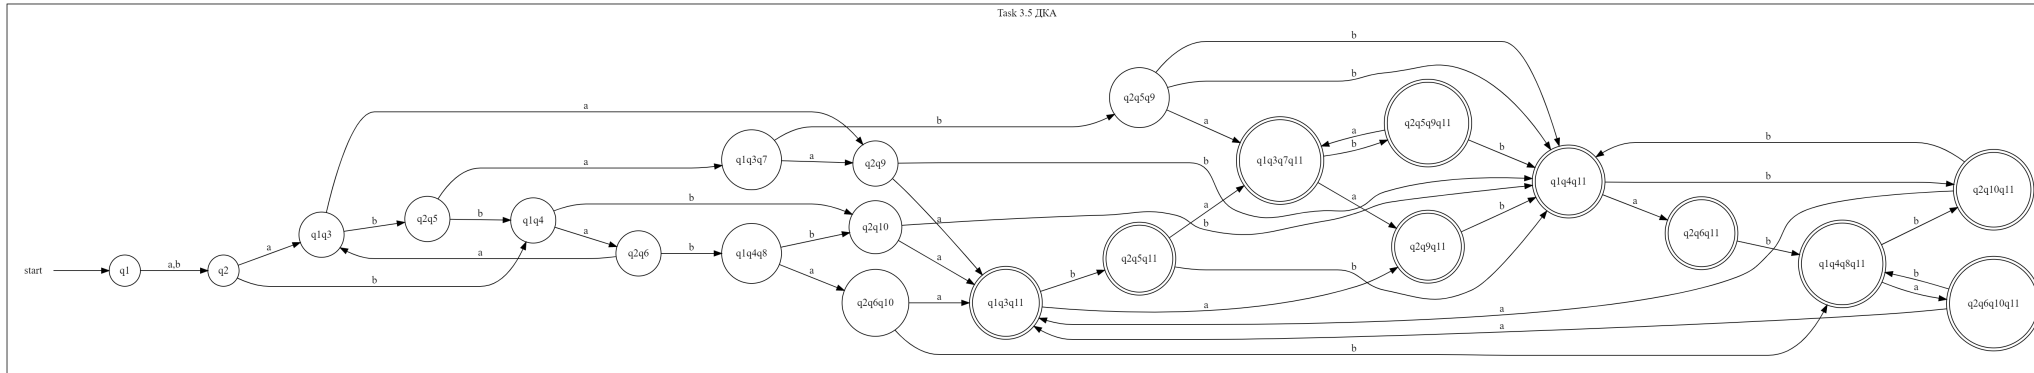 Task 3.5 ДКА
b
b
q2q5q9
a
q2q5q9q11
a
b
a
b
b
b
q1q3q7
a
q2q9
q1q3q7q11
b
q1q4q11
b
q2q10q11
a
b
a
a
b
q2q5
b
q1q4
b
q2q10
a
b
a
b
q2q6q11
b
q1q3
b
a
q2q9q11
b
q1q4q8q11
a
q2q6
b
q1q4q8
b
a
q2q5q11
b
b
a
start
q1
a,b
q2
a
b
a
q2q6q10
a
q1q3q11
b
a
a
a
q2q6q10q11
b